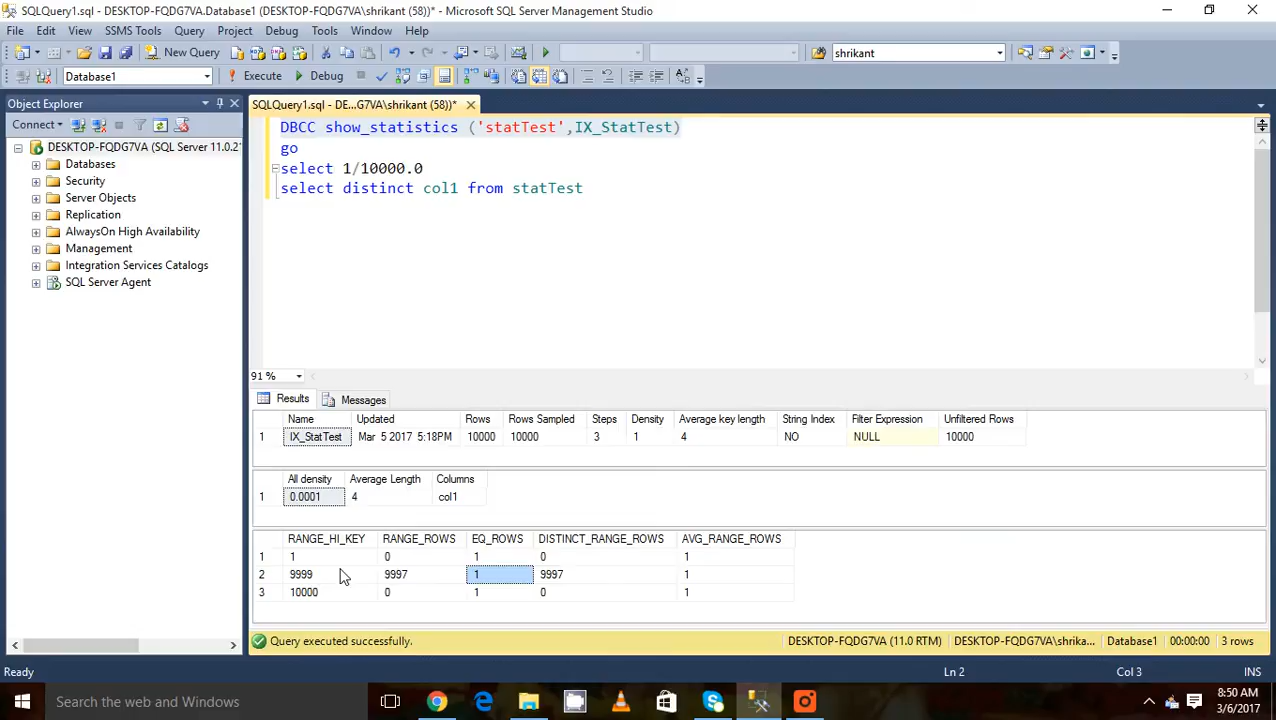 SQLQuery1.sql - DESKTOP-FQDG7VA.Database1 (DESKTOP-FQDG7VA\shrikant (58))* - Microsoft SQL Server Management Studio
File Edit View SSMS Tools Query Project Debug Tools Window Help
New Query shrikant
Database1 Execute Debug
Object Explorer
SQLQuery1.sql - DE...G7VA\shrikant (58))*
Connect
DESKTOP-FQDG7VA (SQL Server 11.0.2
Databases
Security
Server Objects
Replication
AlwaysOn High Availability
Management
Integration Services Catalogs
SQL Server Agent
DBCC show_statistics ('statTest',IX_StatTest)
go
select 1/10000.0
select distinct col1 from statTest
91 %
Results Messages
Name Updated Rows Rows Sampled Steps Density Average key length String Index Filter Expression Unfiltered Rows
1 IX_StatTest Mar 5 2017 5:18PM 10000 10000 3 1 4 NO NULL 10000
All density Average Length Columns
1 0.0001 4 col1
RANGE_HI_KEY RANGE_ROWS EQ_ROWS DISTINCT_RANGE_ROWS AVG_RANGE_ROWS
1 1 0 1 0 1
2 9999 9997 1 9997 1
3 10000 0 1 0 1
Query executed successfully. DESKTOP-FQDG7VA (11.0 RTM) DESKTOP-FQDG7VA\shrika... Database1 00:00:00 3 rows
Ready Ln 2 Col 3 INS
Search the web and Windows
8:50 AM
3/6/2017